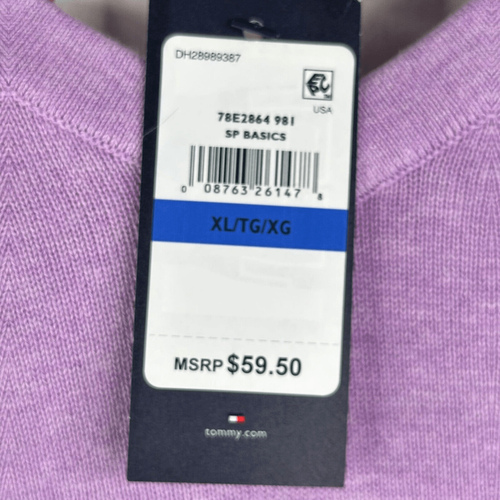 DH28989387
USA
78E2864 981
SP BASICS
0 08763 26147 8
XL/TG/XG
MSRP $59.50
tommy.com